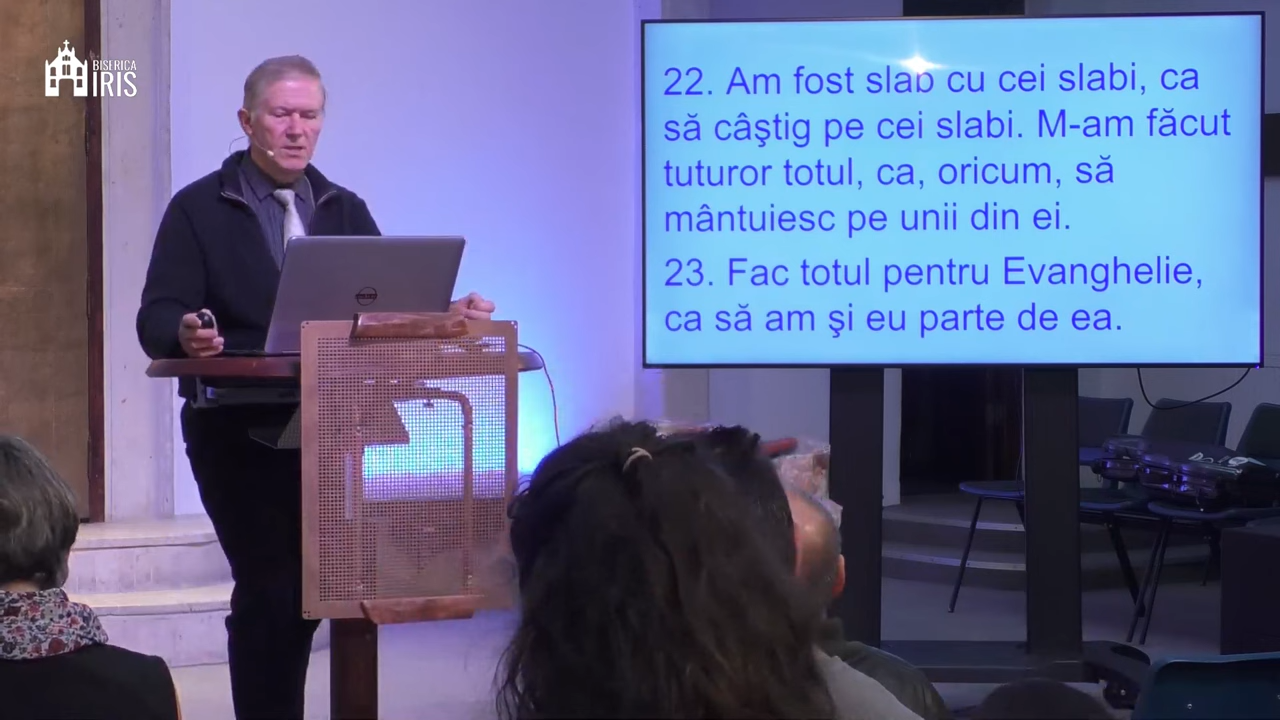 BISERICA
IRIS
22. Am fost slab cu cei slabi, ca
să câştig pe cei slabi. M-am făcut
tuturor totul, ca, oricum, să
mântuiesc pe unii din ei.
23. Fac totul pentru Evanghelie,
ca să am şi eu parte de ea.